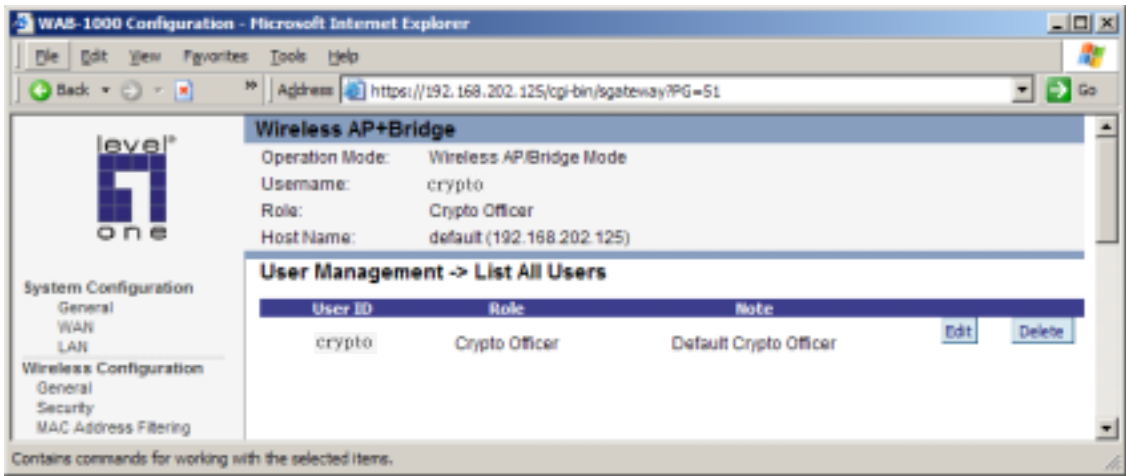 WAB-1000 Configuration - Microsoft Internet Explorer
File Edit View Favorites Tools Help
Back Address https://192.168.202.125/cgi-bin/sgateway?PG=51 Go
level®
one
Wireless AP+Bridge
Operation Mode: Wireless AP/Bridge Mode
Username: crypto
Role: Crypto Officer
Host Name: default (192.168.202.125)
User Management -> List All Users
User ID Role Note
crypto Crypto Officer Default Crypto Officer Edit Delete
System Configuration
General
WAN
LAN
Wireless Configuration
General
Security
MAC Address Filtering
Contains commands for working with the selected items.